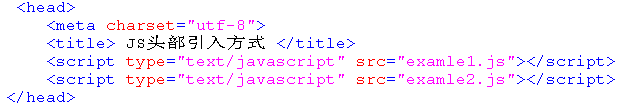 <head>
<meta charset="utf-8">
<title> JS头部引入方式 </title>
<script type="text/javascript" src="examle1.js"></script>
<script type="text/javascript" src="examle2.js"></script>
</head>